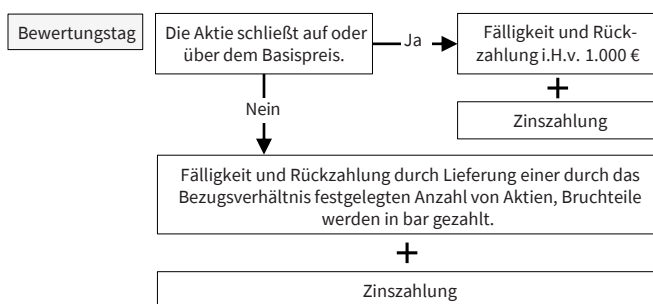 Bewertungstag
Die Aktie schließt auf oder
über dem Basispreis.
Ja
Fälligkeit und Rück-
zahlung i.H.v. 1.000 €
+
Zinszahlung
Nein
Fälligkeit und Rückzahlung durch Lieferung einer durch das
Bezugsverhältnis festgelegten Anzahl von Aktien, Bruchteile
werden in bar gezahlt.
+
Zinszahlung